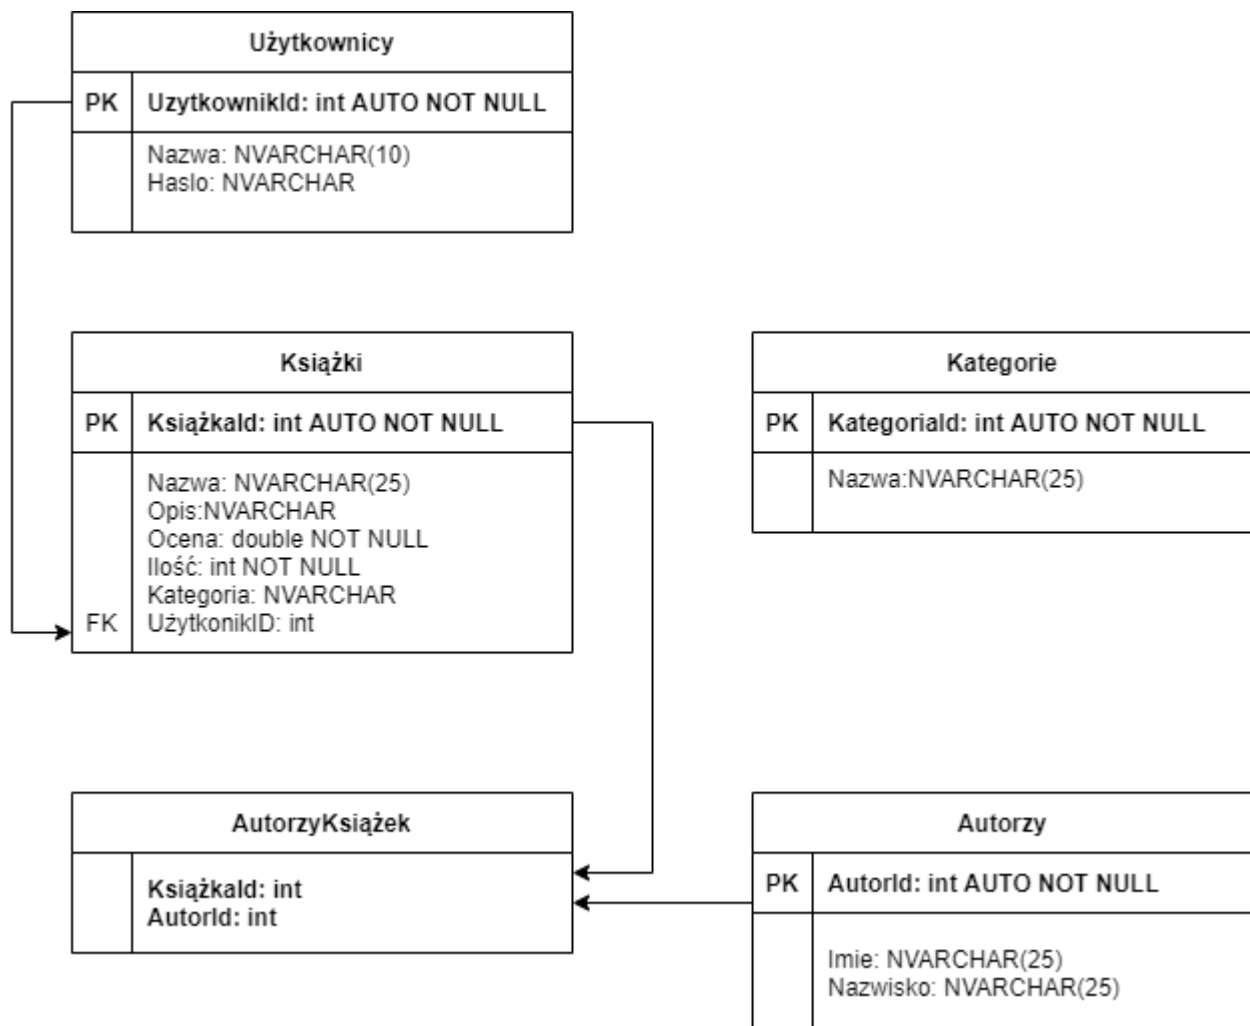 Użytkownicy
PK UzytkownikId: int AUTO NOT NULL
Nazwa: NVARCHAR(10)
Haslo: NVARCHAR
Książki
PK KsiążkaId: int AUTO NOT NULL
Nazwa: NVARCHAR(25)
Opis:NVARCHAR
Ocena: double NOT NULL
Ilość: int NOT NULL
Kategoria: NVARCHAR
FK UżytkonikID: int
Kategorie
PK KategoriaId: int AUTO NOT NULL
Nazwa:NVARCHAR(25)
AutorzyKsiążek
KsiążkaId: int
AutorId: int
Autorzy
PK AutorId: int AUTO NOT NULL
Imie: NVARCHAR(25)
Nazwisko: NVARCHAR(25)